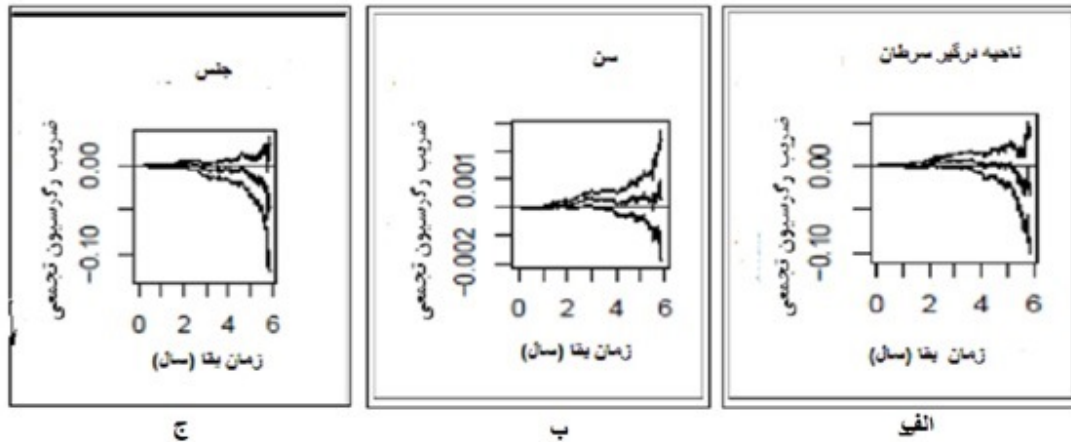 ناحیه درگیر سرطان
ضریب رگرسیون تجمعی
0.00
-0.10
0 2 4 6
زمان بقا (سال)
الف
سن
ضریب رگرسیون تجمعی
0.001
-0.002
0 2 4 6
زمان بقا (سال)
ب
جنس
ضریب رگرسیون تجمعی
0.00
-0.10
0 2 4 6
زمان بقا (سال)
ج